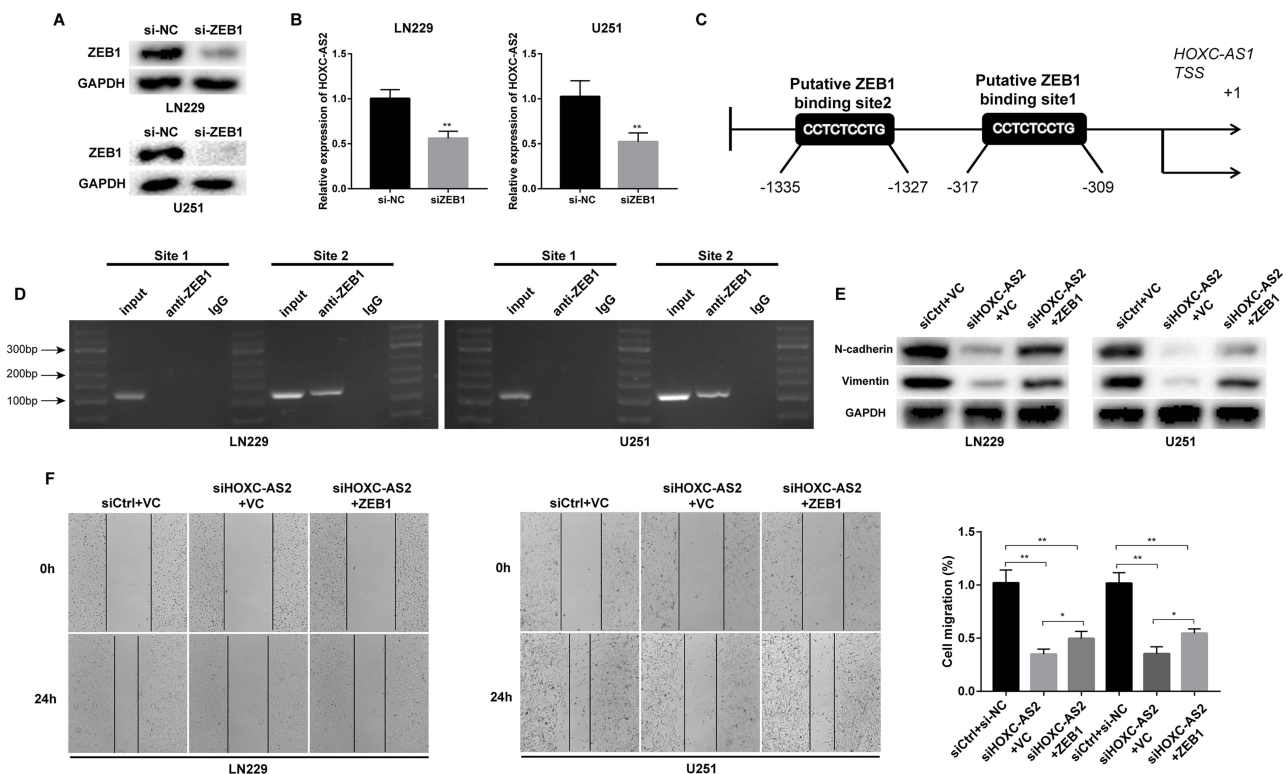 A
si-NC si-ZEB1
ZEB1
GAPDH
LN229
si-NC si-ZEB1
ZEB1
GAPDH
U251
B
LN229
Relative expression of HOXC-AS2
1.5
1.0
0.5
0.0
si-NC siZEB1
**
U251
Relative expression of HOXC-AS2
1.5
1.0
0.5
0.0
si-NC siZEB1
**
C
HOXC-AS1
TSS
+1
Putative ZEB1
binding site2
CCTCTCCTG
-1335 -1327
Putative ZEB1
binding site1
CCTCTCCTG
-317 -309
D
Site 1 Site 2 Site 1 Site 2
input anti-ZEB1 IgG input anti-ZEB1 IgG input anti-ZEB1 IgG input anti-ZEB1 IgG
300bp
200bp
100bp
LN229 U251
E
siCtrl+VC
siHOXC-AS2
+VC
siHOXC-AS2
+ZEB1
siCtrl+VC
siHOXC-AS2
+VC
siHOXC-AS2
+ZEB1
N-cadherin
Vimentin
GAPDH
LN229 U251
F
siCtrl+VC
siHOXC-AS2
+VC
siHOXC-AS2
+ZEB1
0h
24h
LN229
siCtrl+VC
siHOXC-AS2
+VC
siHOXC-AS2
+ZEB1
0h
24h
U251
Cell migration (%)
1.5
1.0
0.5
0.0
** **
** **
* *
siCtrl+si-NC
siHOXC-AS2
+VC
siHOXC-AS2
+ZEB1
siCtrl+si-NC
siHOXC-AS2
+VC
siHOXC-AS2
+ZEB1